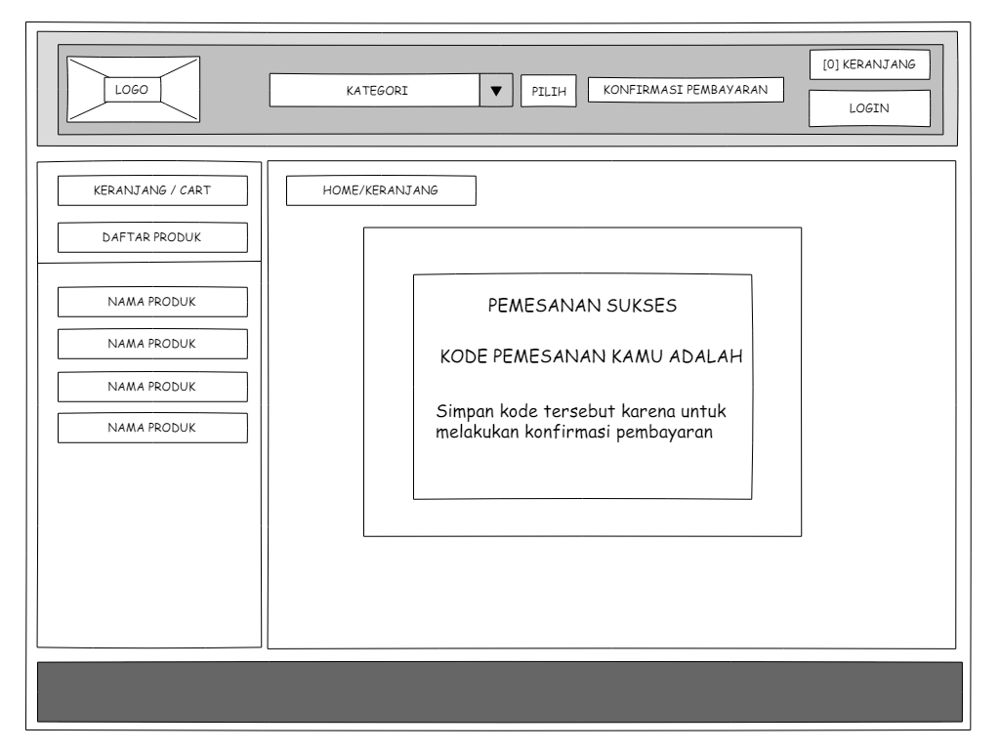 LOGO
KATEGORI
PILIH
KONFIRMASI PEMBAYARAN
[0] KERANJANG
LOGIN
KERANJANG / CART
DAFTAR PRODUK
NAMA PRODUK
NAMA PRODUK
NAMA PRODUK
NAMA PRODUK
HOME/KERANJANG
PEMESANAN SUKSES
KODE PEMESANAN KAMU ADALAH
Simpan kode tersebut karena untuk
melakukan konfirmasi pembayaran